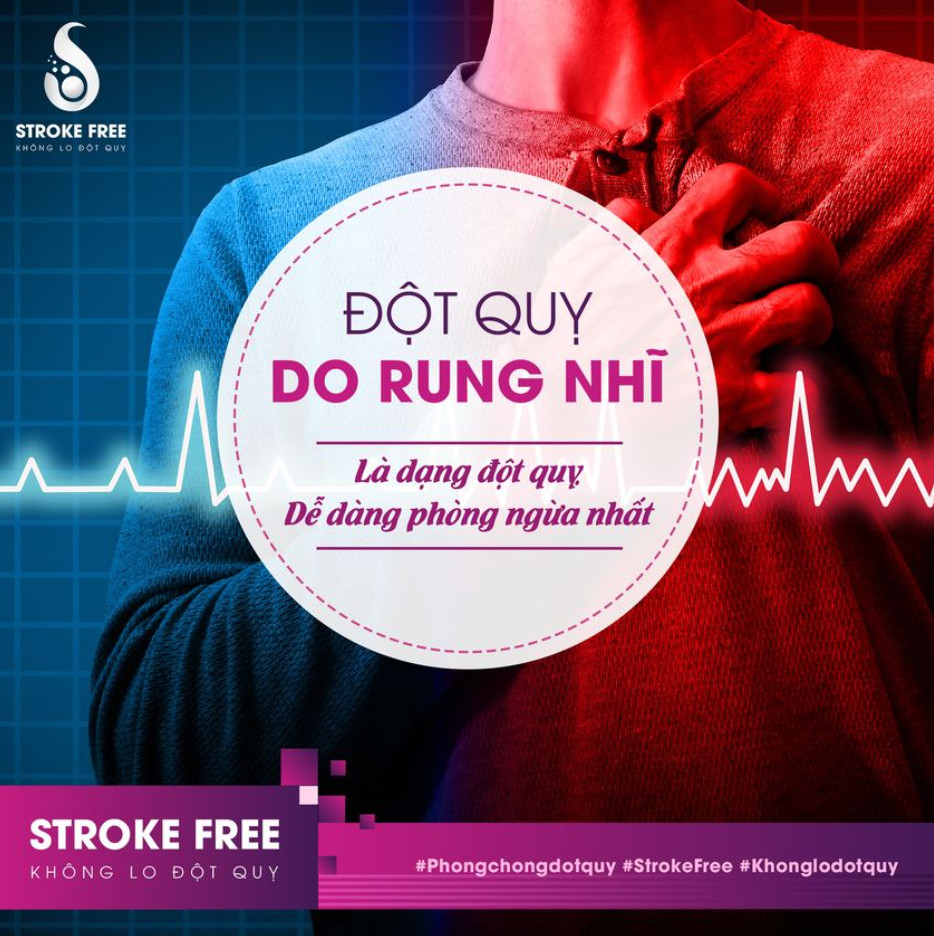 STROKE FREE
KHÔNG LO ĐỘT QUỴ
ĐỘT QUỴ
DO RUNG NHĨ
Là dạng đột quỵ
Dễ dàng phòng ngừa nhất
STROKE FREE
KHÔNG LO ĐỘT QUỴ
#Phongchongdotquy #StrokeFree #Khonglodotquy